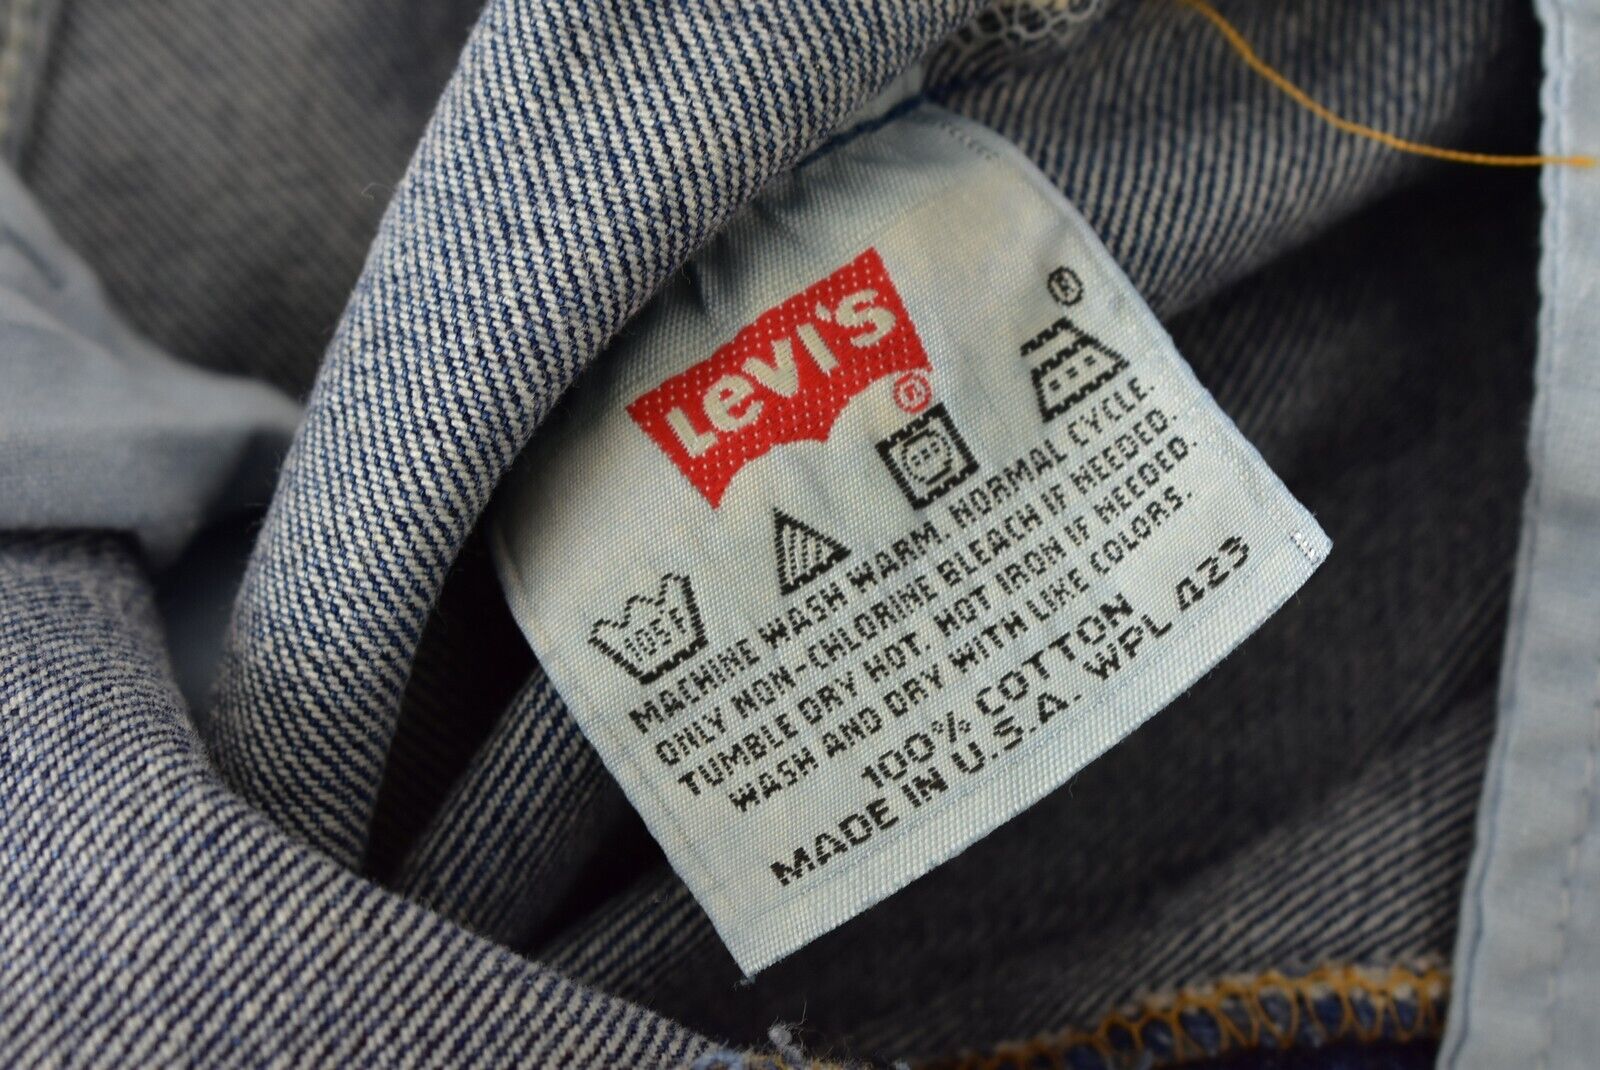 LEVI'S ®
®
105F
MACHINE WASH WARM, NORMAL CYCLE.
ONLY NON-CHLORINE BLEACH IF NEEDED.
TUMBLE DRY HOT. HOT IRON IF NEEDED.
WASH AND DRY WITH LIKE COLORS.
100% COTTON
MADE IN U.S.A. WPL 423